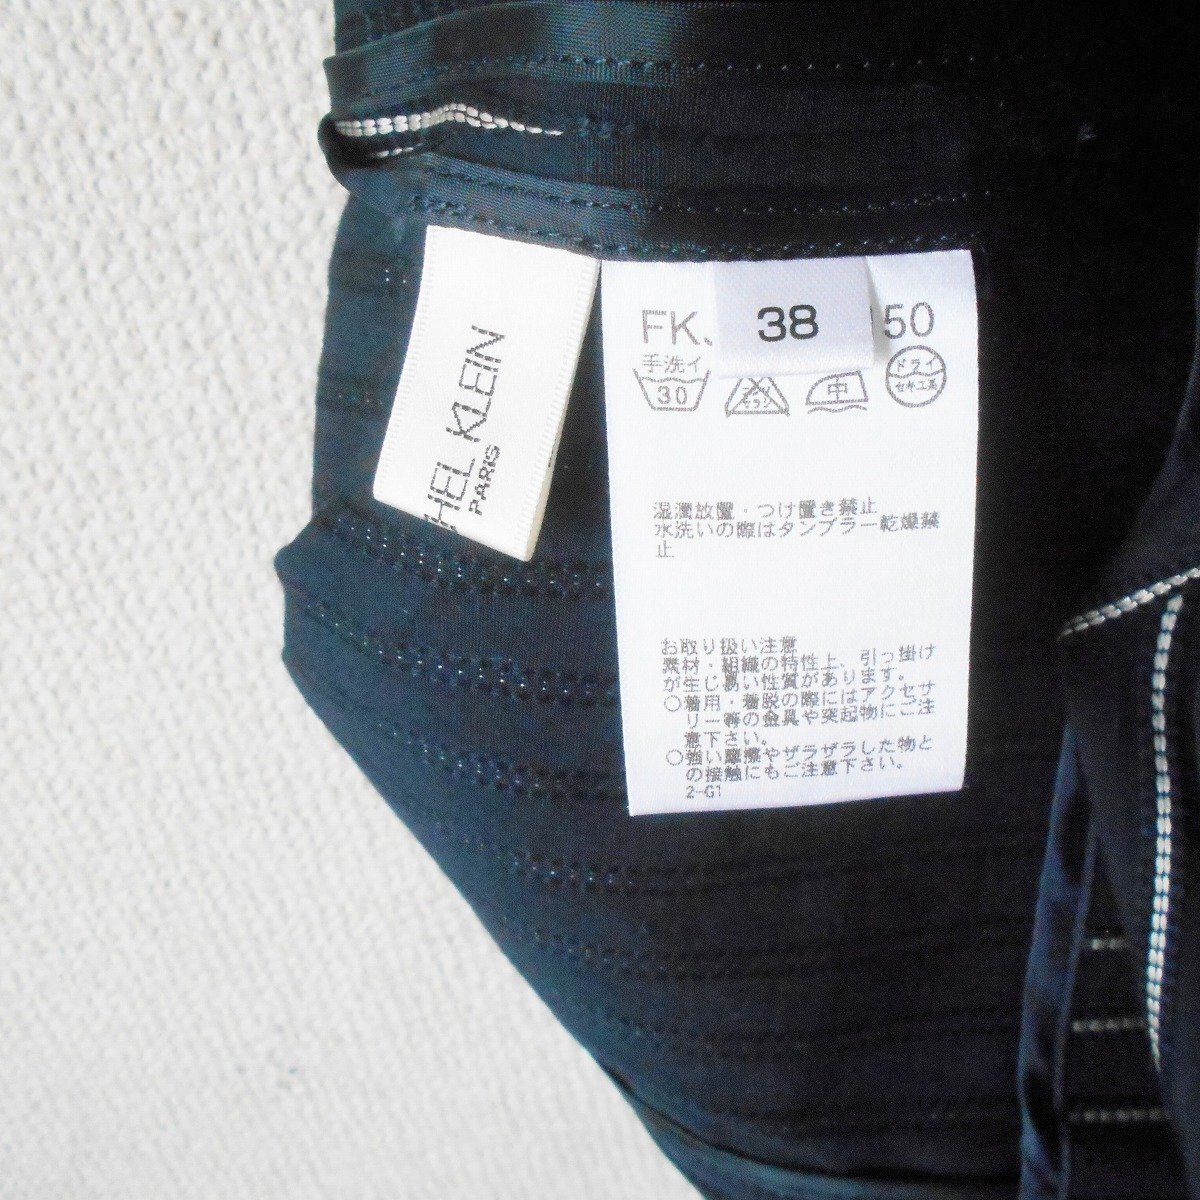 HEL KLEIN
PARIS
FK
38
50
手洗イ
30
中
ドライ
セキユ系
湿潤放置・つけ置き禁止
水洗いの際はタンブラー乾燥禁
止
お取り扱い注意
素材・組織の特性上、引っ掛け
が生じ易い性質があります。
○着用・着脱の際にはアクセサ
リー等の金具や突起物にご注
意下さい。
○強い摩擦やザラザラした物と
の接触にもご注意下さい。
2-G1